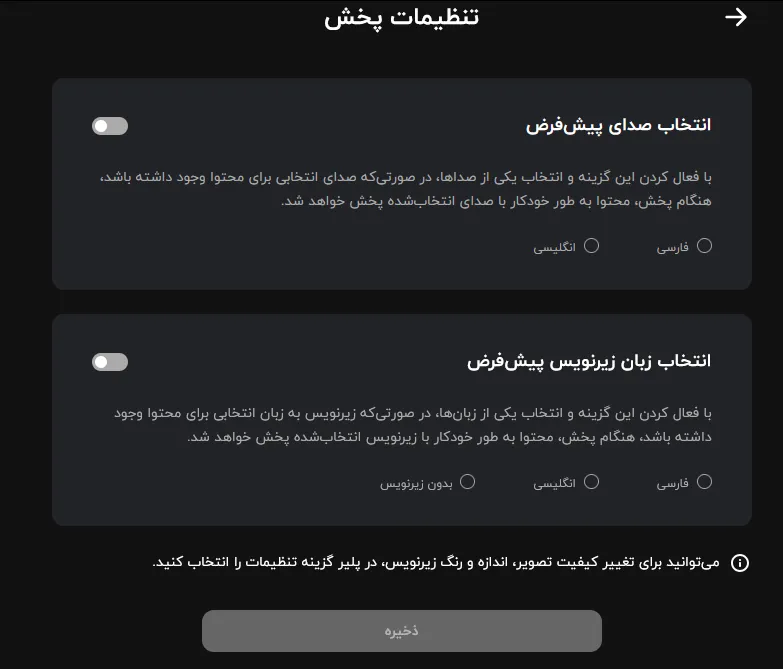 تنظیمات پخش
انتخاب صدای پیش‌فرض
با فعال کردن این گزینه و انتخاب یکی از صداها، در صورتی‌که صدای انتخابی برای محتوا وجود داشته باشد،
هنگام پخش، محتوا به طور خودکار با صدای انتخاب‌شده پخش خواهد شد.
فارسی انگلیسی
انتخاب زبان زیرنویس پیش‌فرض
با فعال کردن این گزینه و انتخاب یکی از زبان‌ها، در صورتی‌که زیرنویس به زبان انتخابی برای محتوا وجود
داشته باشد، هنگام پخش، محتوا به طور خودکار با زیرنویس انتخاب‌شده پخش خواهد شد.
فارسی انگلیسی بدون زیرنویس
می‌توانید برای تغییر کیفیت تصویر، اندازه و رنگ زیرنویس، در پلیر گزینه تنظیمات را انتخاب کنید.
ذخیره